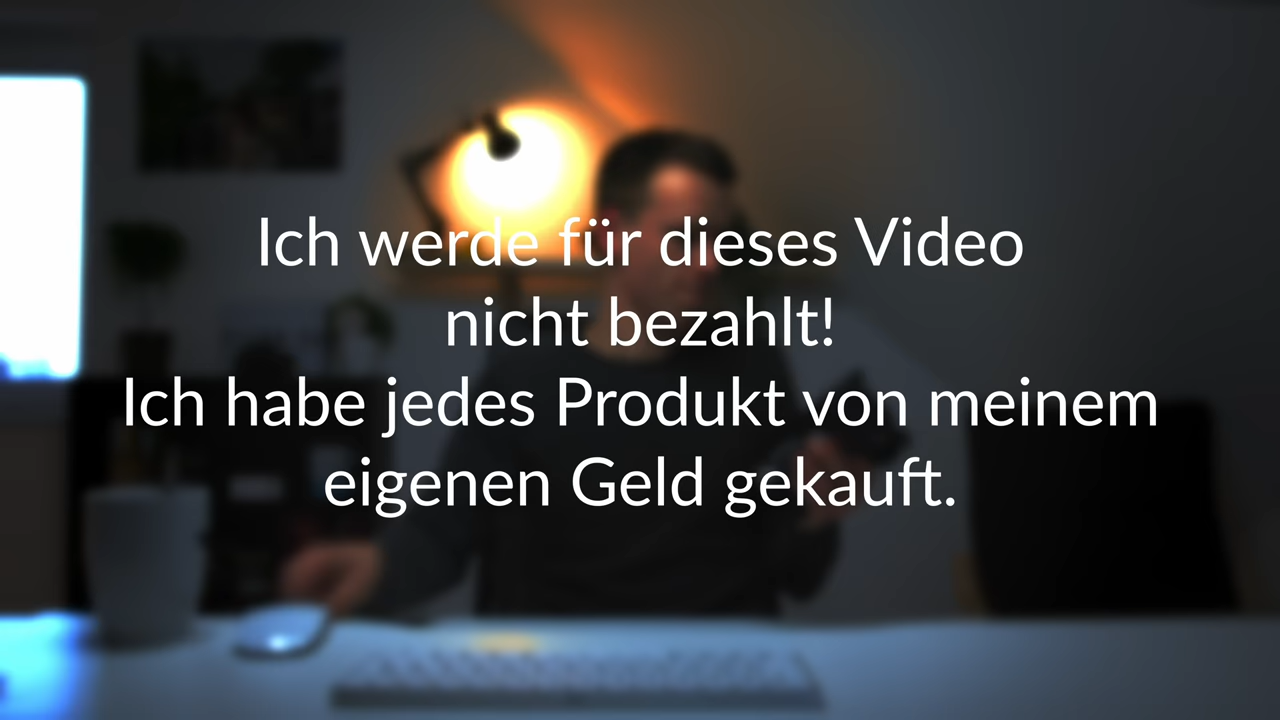 Ich werde für dieses Video
nicht bezahlt!
Ich habe jedes Produkt von meinem
eigenen Geld gekauft.